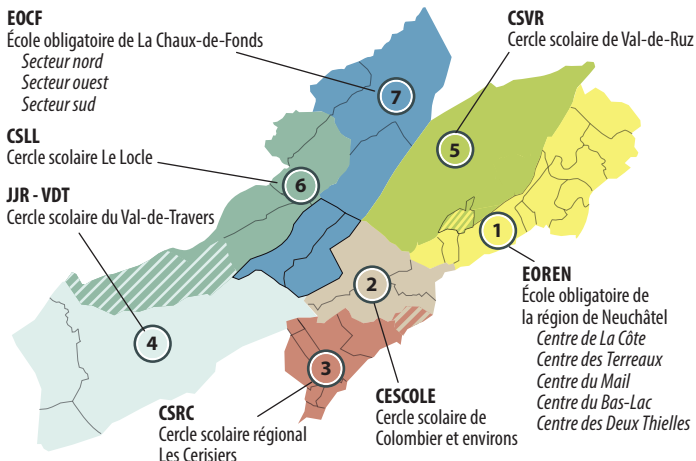 EOCF
École obligatoire de La Chaux-de-Fonds
Secteur nord
Secteur ouest
Secteur sud
CSLL
Cercle scolaire Le Locle
JJR - VDT
Cercle scolaire du Val-de-Travers
CSVR
Cercle scolaire de Val-de-Ruz
7
5
6
1
2
4
3
EOREN
École obligatoire de
la région de Neuchâtel
Centre de La Côte
Centre des Terreaux
Centre du Mail
Centre du Bas-Lac
Centre des Deux Thielles
CESCOLE
Cercle scolaire de
Colombier et environs
CSRC
Cercle scolaire régional
Les Cerisiers